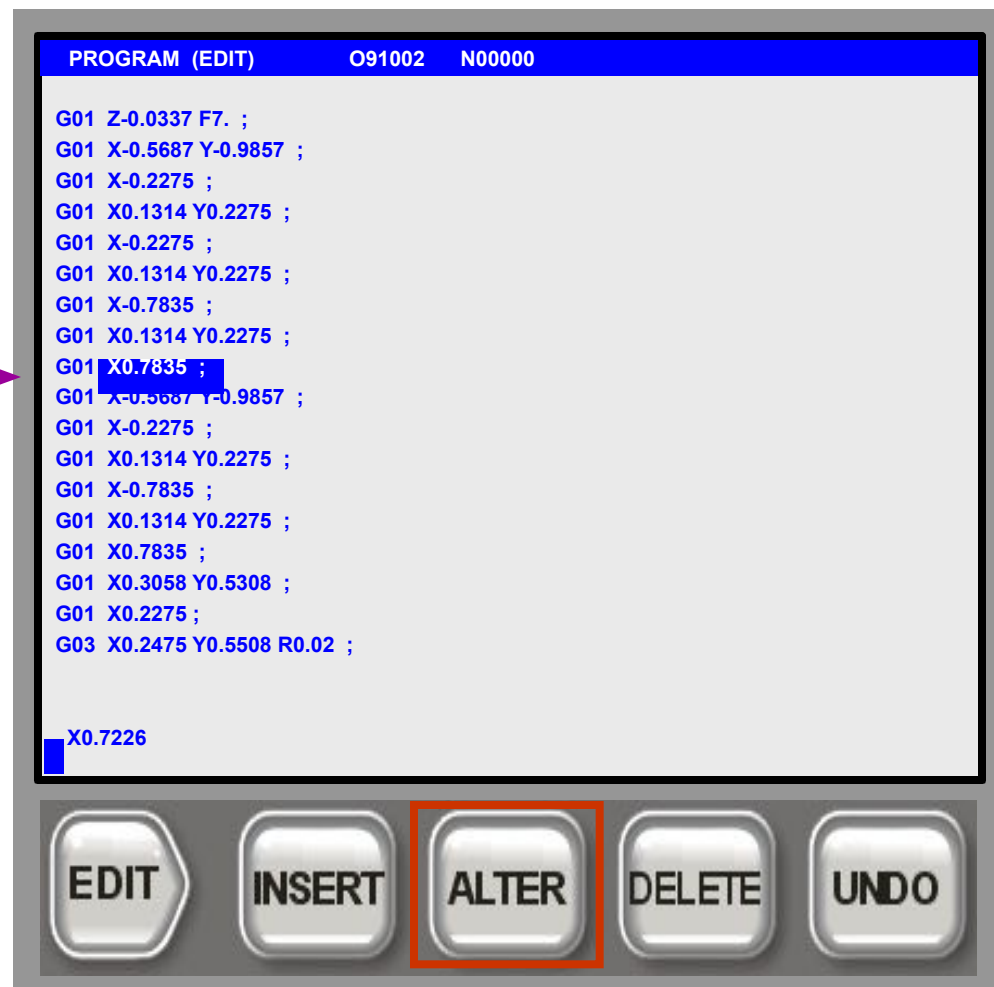 PROGRAM (EDIT) O91002 N00000
G01 Z-0.0337 F7. ;
G01 X-0.5687 Y-0.9857 ;
G01 X-0.2275 ;
G01 X0.1314 Y0.2275 ;
G01 X-0.2275 ;
G01 X0.1314 Y0.2275 ;
G01 X-0.7835 ;
G01 X0.1314 Y0.2275 ;
G01 X0.7835 ;
G01 X-0.5687 Y-0.9857 ;
G01 X-0.2275 ;
G01 X0.1314 Y0.2275 ;
G01 X-0.7835 ;
G01 X0.1314 Y0.2275 ;
G01 X0.7835 ;
G01 X0.3058 Y0.5308 ;
G01 X0.2275 ;
G03 X0.2475 Y0.5508 R0.02 ;
X0.7226
EDIT INSERT ALTER DELETE UNDO